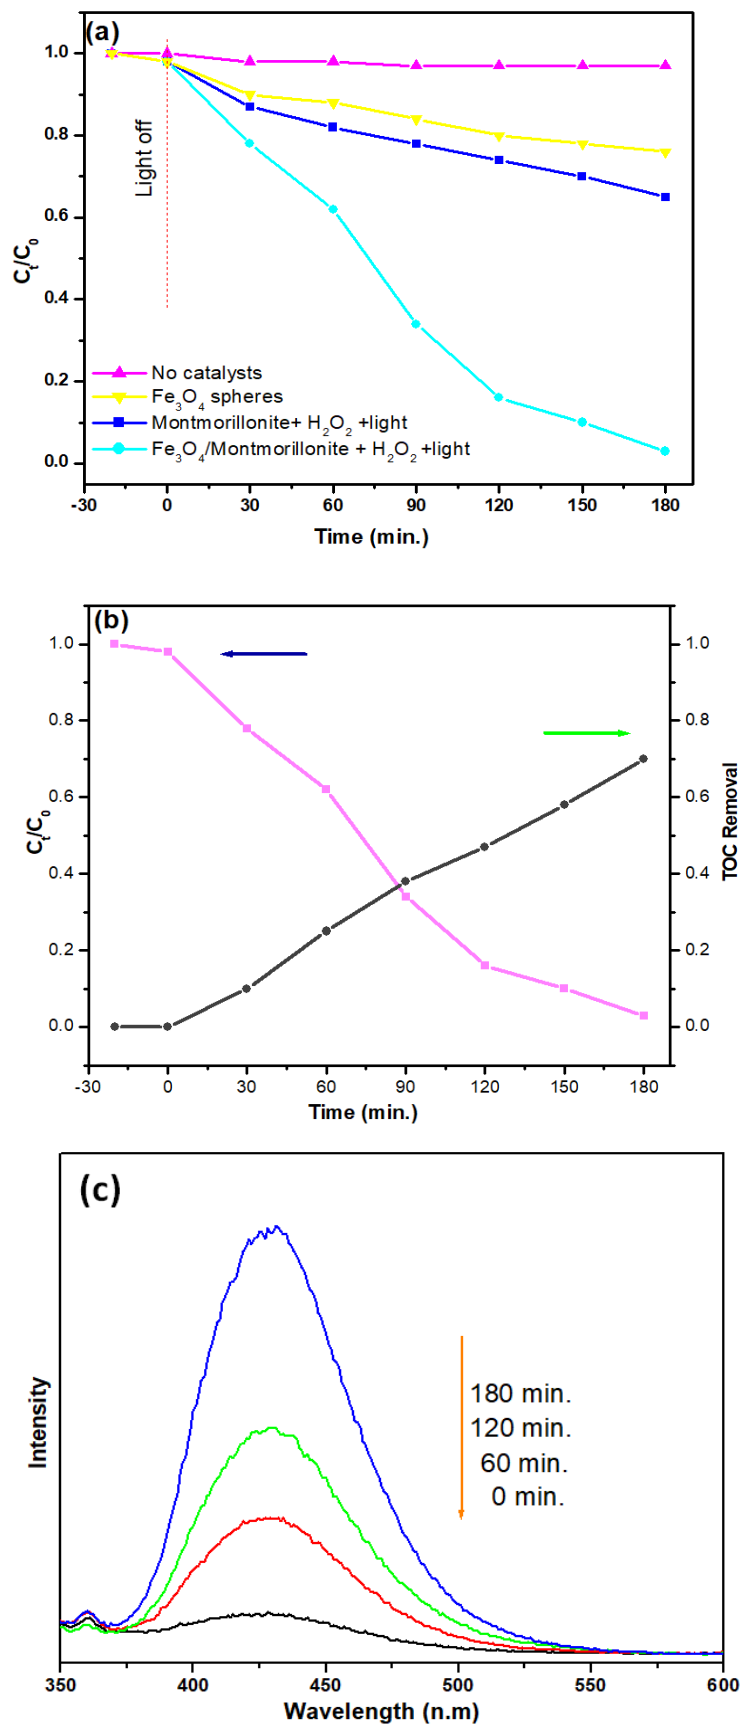 (a)
1.0
0.8
0.6
0.4
0.2
0.0
Cₜ/C₀
Light off
No catalysts
Fe₃O₄ spheres
Montmorillonite+ H₂O₂ +light
Fe₃O₄/Montmorillonite + H₂O₂ +light
-30 0 30 60 90 120 150 180
Time (min.)
(b)
1.0
0.8
0.6
0.4
0.2
0.0
Cₜ/C₀
1.0
0.8
0.6
0.4
0.2
0.0
TOC Removal
-30 0 30 60 90 120 150 180
Time (min.)
(c)
Intensity
180 min.
120 min.
60 min.
0 min.
350 400 450 500 550 600
Wavelength (n.m)